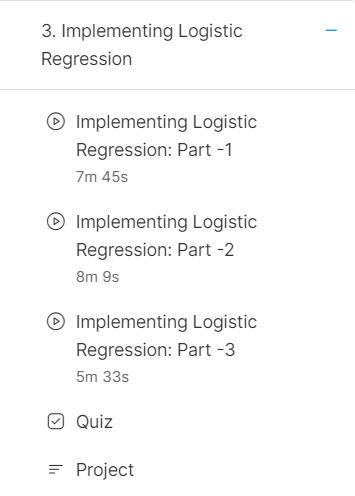 3. Implementing Logistic
Regression
Implementing Logistic
Regression: Part -1
7m 45s
Implementing Logistic
Regression: Part -2
8m 9s
Implementing Logistic
Regression: Part -3
5m 33s
Quiz
Project